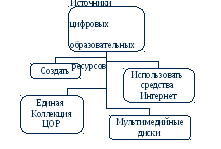 Источники
цифровых
образовательных
ресурсов
Создать
Использовать
средства
Интернет
Единая
Коллекция
ЦОР
Мультимедийные
диски